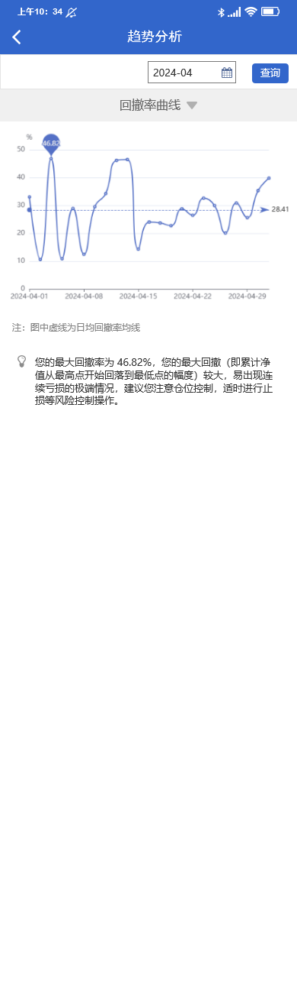 上午10：34
趋势分析
2024-04
查询
回撤率曲线
%
46.82
50
40
30
28.41
20
10
0
2024-04-01 2024-04-08 2024-04-15 2024-04-22 2024-04-29
注：图中虚线为日均回撤率均线
您的最大回撤率为 46.82%，您的最大回撤（即累计净
值从最高点开始回落到最低点的幅度）较大，易出现连
续亏损的极端情况，建议您注意仓位控制，适时进行止
损等风险控制操作。